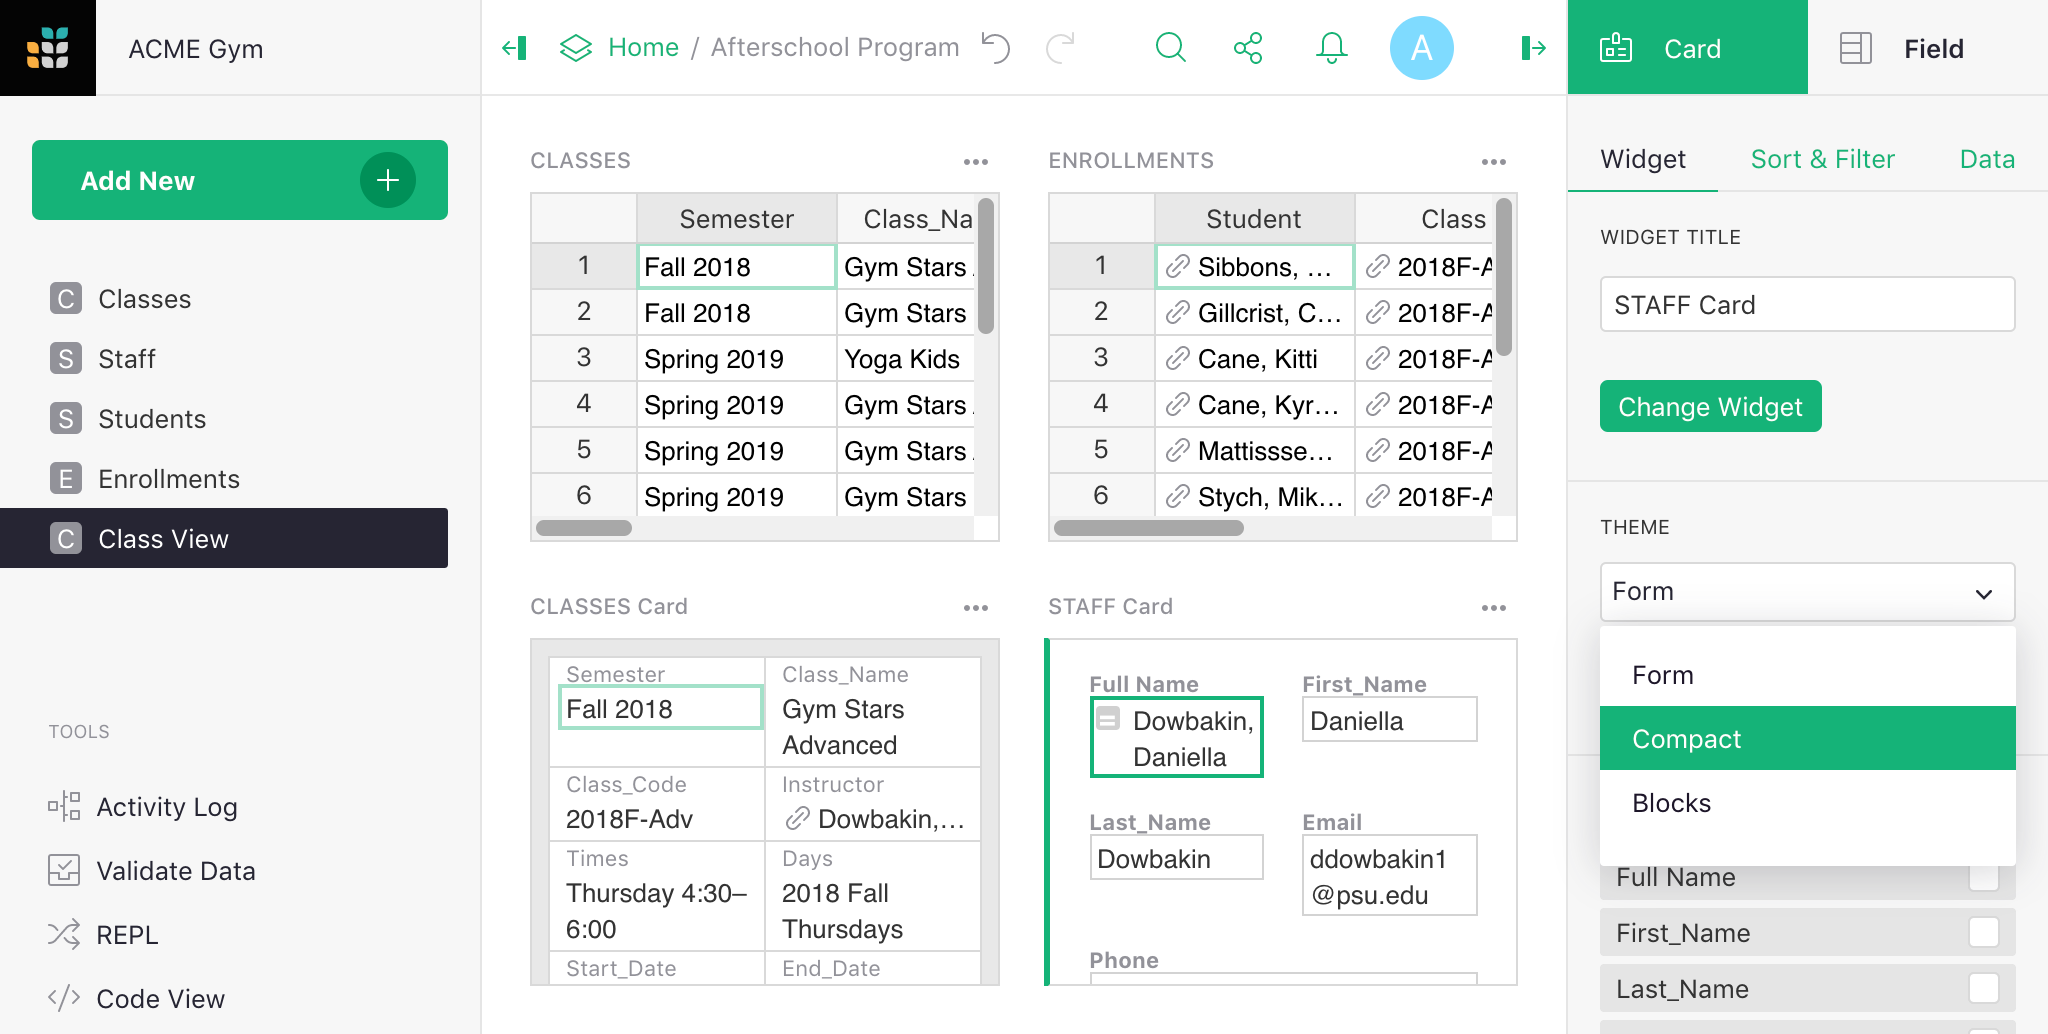 ACME Gym
Home / Afterschool Program
A
Card
Field
Add New
C Classes
S Staff
S Students
E Enrollments
C Class View
TOOLS
Activity Log
Validate Data
REPL
</> Code View
CLASSES
Semester Class_Na
1 Fall 2018 Gym Stars
2 Fall 2018 Gym Stars
3 Spring 2019 Yoga Kids
4 Spring 2019 Gym Stars
5 Spring 2019 Gym Stars
6 Spring 2019 Gym Stars
ENROLLMENTS
Student Class
1 Sibbons, … 2018F-A
2 Gillcrist, C… 2018F-A
3 Cane, Kitti 2018F-A
4 Cane, Kyr… 2018F-A
5 Mattissse… 2018F-A
6 Stych, Mik… 2018F-A
CLASSES Card
Semester Class_Name
Fall 2018 Gym Stars
Advanced
Class_Code Instructor
2018F-Adv Dowbakin,…
Times Days
Thursday 4:30– 2018 Fall
6:00 Thursdays
Start_Date End_Date
STAFF Card
Full Name First_Name
Dowbakin, Daniella
Daniella
Last_Name Email
Dowbakin ddowbakin1
@psu.edu
Phone
Widget Sort & Filter Data
WIDGET TITLE
STAFF Card
Change Widget
THEME
Form
Form
Compact
Blocks
Full Name
First_Name
Last_Name